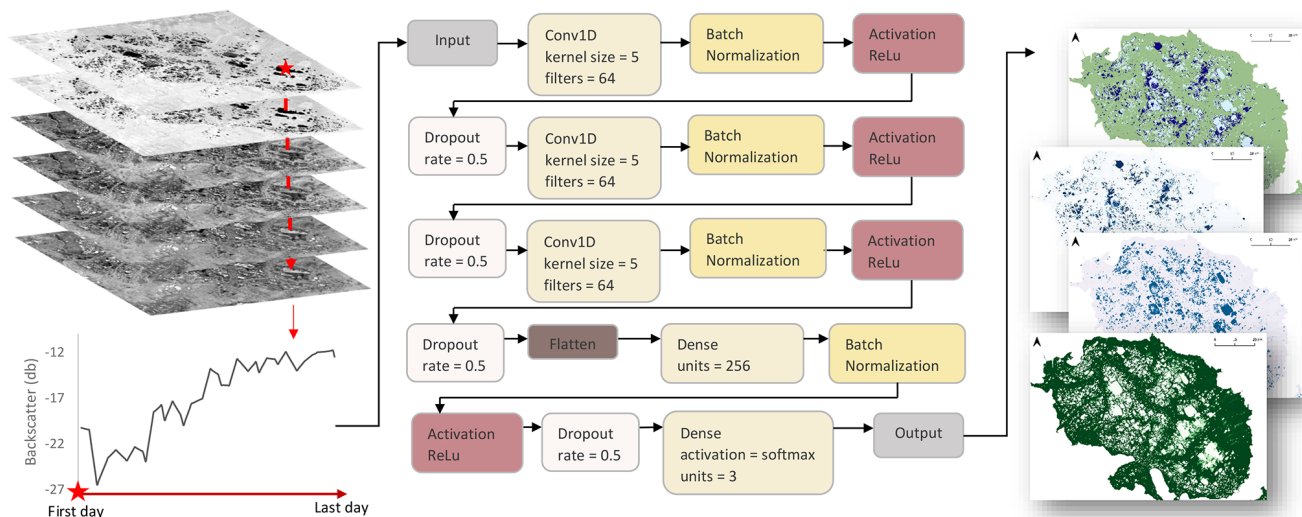 Input
Conv1D
kernel size = 5
filters = 64
Batch
Normalization
Activation
ReLu
Dropout
rate = 0.5
Conv1D
kernel size = 5
filters = 64
Batch
Normalization
Activation
ReLu
Dropout
rate = 0.5
Conv1D
kernel size = 5
filters = 64
Batch
Normalization
Activation
ReLu
Dropout
rate = 0.5
Flatten
Dense
units = 256
Batch
Normalization
Activation
ReLu
Dropout
rate = 0.5
Dense
activation = softmax
units = 3
Output
Backscatter (db)
-12
-17
-22
-27
First day
Last day